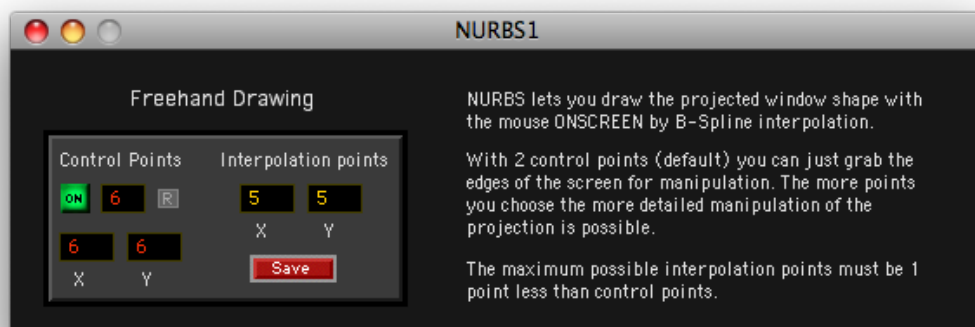 NURBS1
Freehand Drawing
Control Points
Interpolation points
ON
6
R
5
5
X
Y
6
6
X
Y
Save
NURBS lets you draw the projected window shape with
the mouse ONSCREEN by B-Spline interpolation.
With 2 control points (default) you can just grab the
edges of the screen for manipulation. The more points
you choose the more detailed manipulation of the
projection is possible.
The maximum possible interpolation points must be 1
point less than control points.